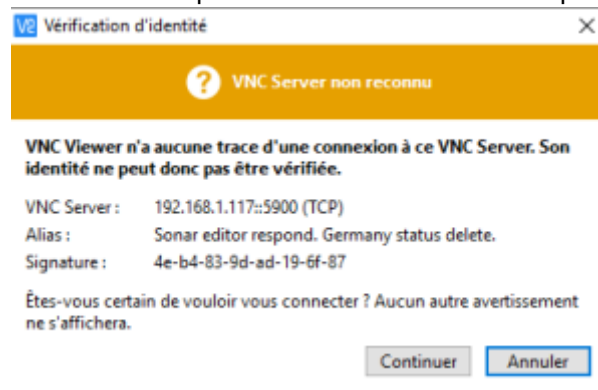 V2 Vérification d'identité
VNC Server non reconnu
VNC Viewer n'a aucune trace d'une connexion à ce VNC Server. Son
identité ne peut donc pas être vérifiée.
VNC Server : 192.168.1.117::5900 (TCP)
Alias : Sonar editor respond. Germany status delete.
Signature : 4e-b4-83-9d-ad-19-6f-87
Êtes-vous certain de vouloir vous connecter ? Aucun autre avertissement
ne s'affichera.
Continuer Annuler